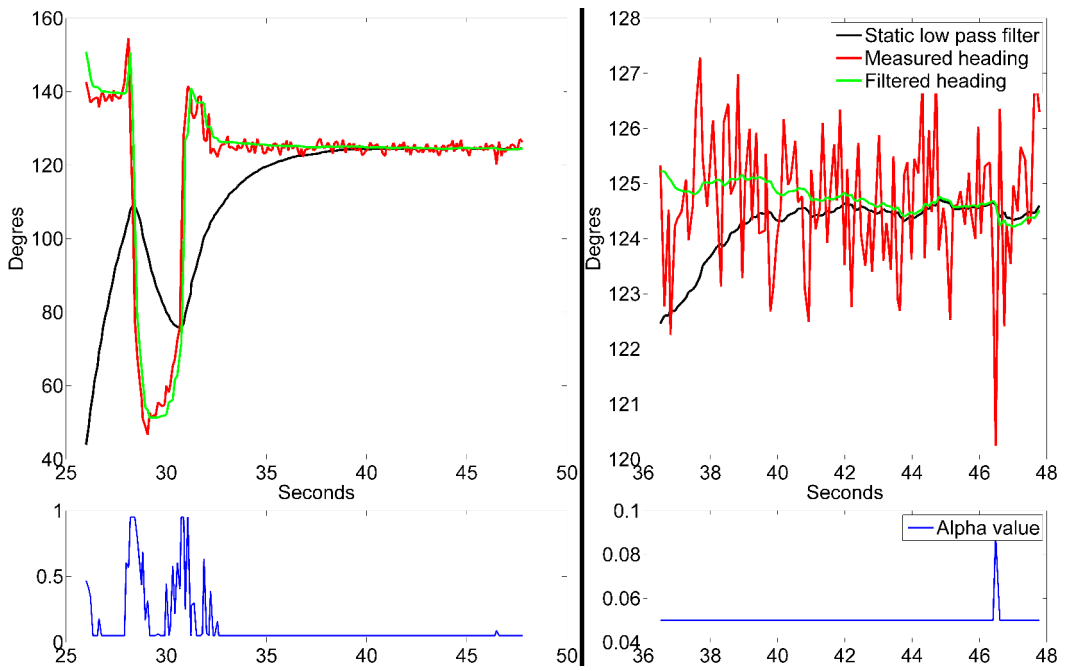 160
140
120
100
80
60
40
Degres
25 30 35 40 45 50
Seconds
1
0.5
0
25 30 35 40 45 50
128
127
126
125
124
123
122
121
120
Degres
Static low pass filter
Measured heading
Filtered heading
36 38 40 42 44 46 48
Seconds
0.1
0.08
0.06
0.04
Alpha value
36 38 40 42 44 46 48